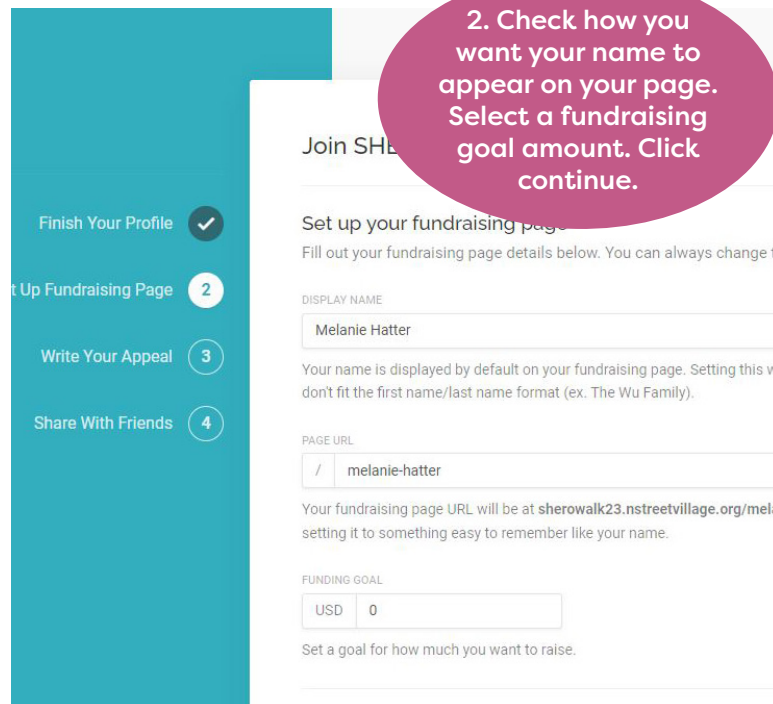 2. Check how you
want your name to
appear on your page.
Select a fundraising
goal amount. Click
continue.
Join SHE
Finish Your Profile
t Up Fundraising Page 2
Write Your Appeal 3
Share With Friends 4
Set up your fundraising page
Fill out your fundraising page details below. You can always change
DISPLAY NAME
Melanie Hatter
Your name is displayed by default on your fundraising page. Setting this
don't fit the first name/last name format (ex. The Wu Family).
PAGE URL
/ melanie-hatter
Your fundraising page URL will be at sherowalk23.nstreetvillage.org/mela
setting it to something easy to remember like your name.
FUNDING GOAL
USD 0
Set a goal for how much you want to raise.